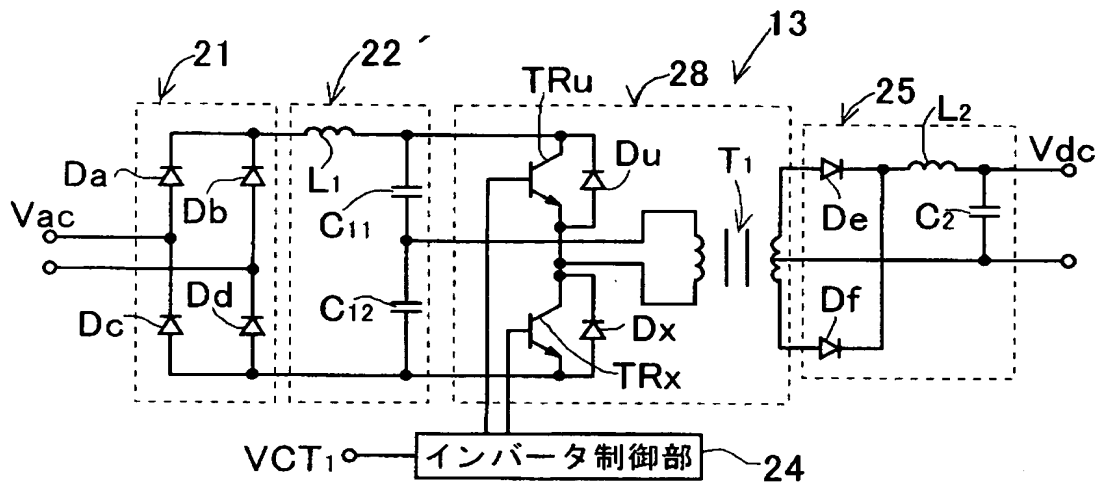 13
21
22'
28
25
TRu
L2
Vdc
Da
Db
L1
Du
T1
De
C2
Vac
C11
Dc
Dd
C12
Dx
Df
TRx
VCT1
インバータ制御部
24